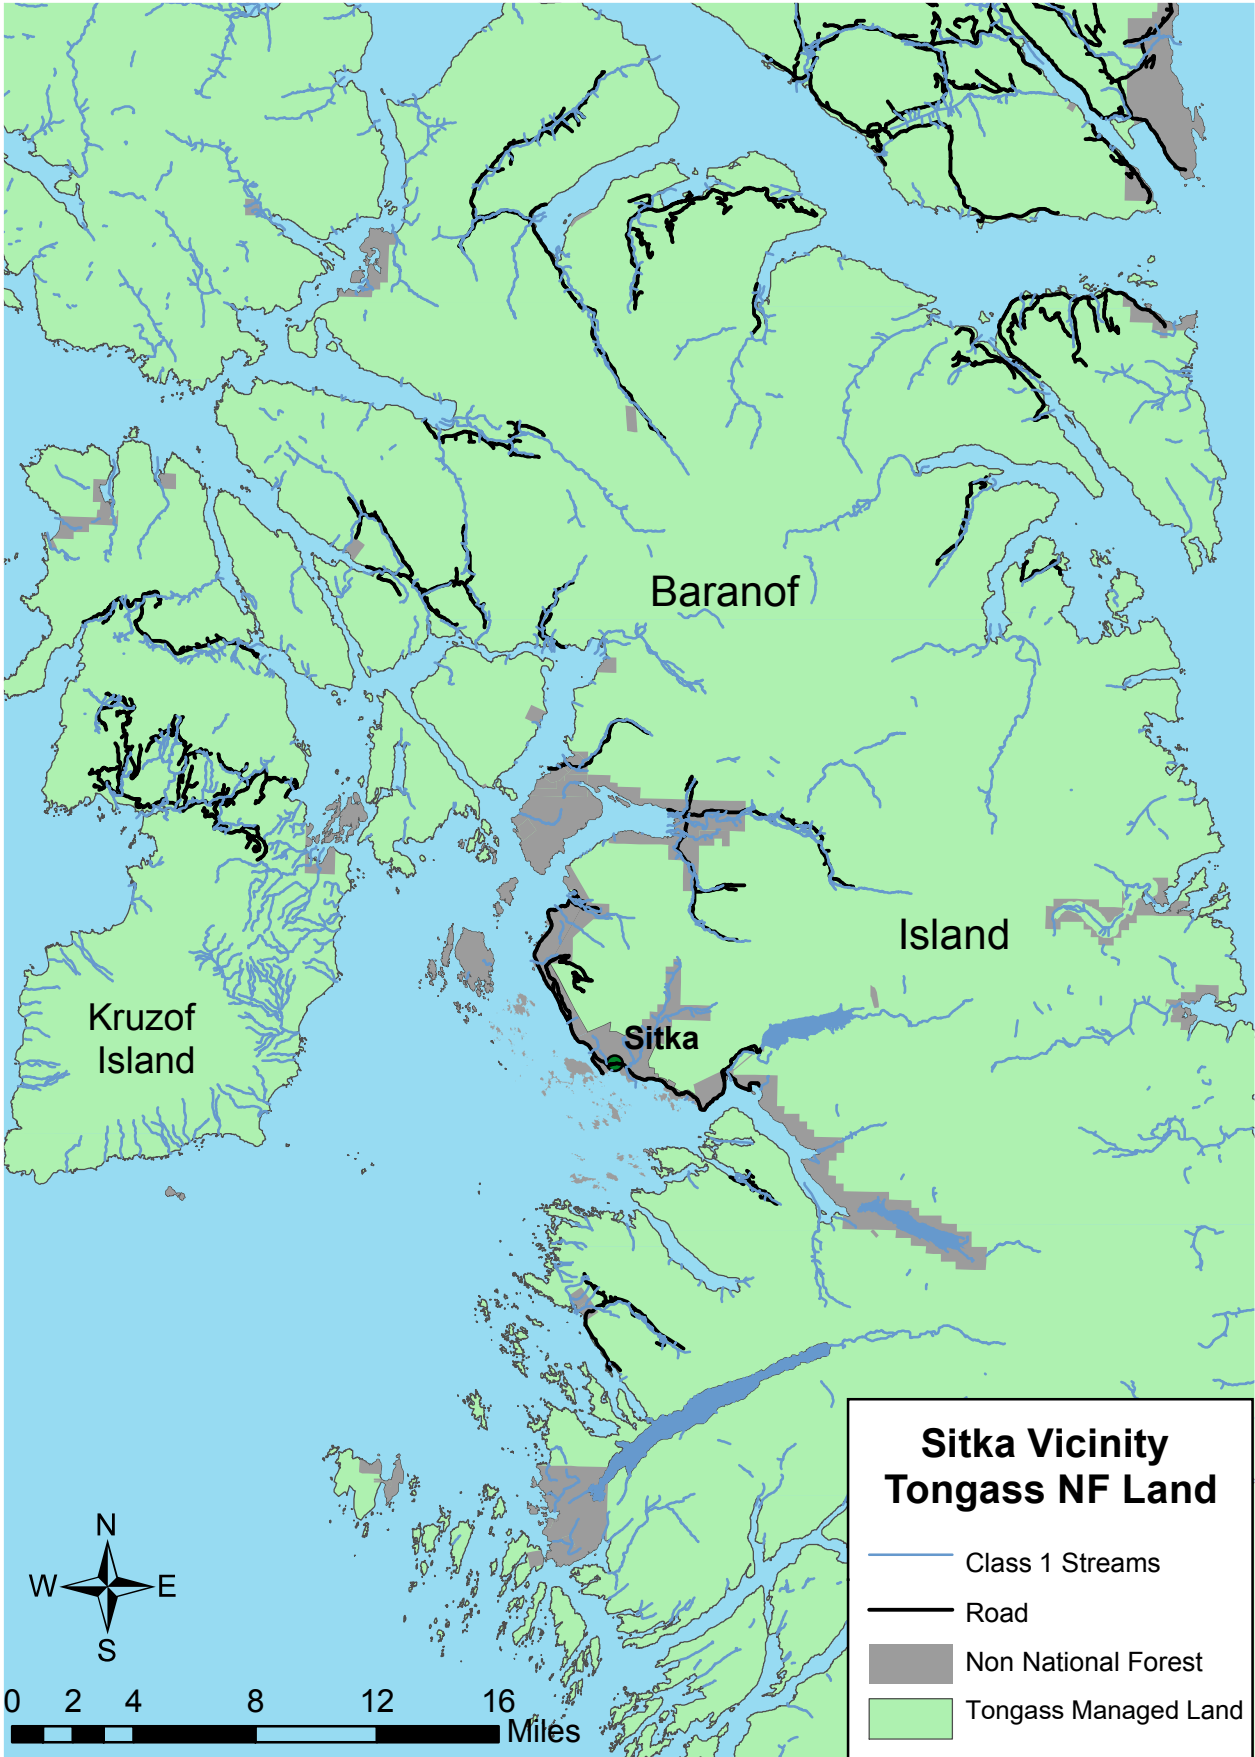 Baranof
Island
Kruzof
Island
Sitka
Sitka Vicinity
Tongass NF Land
Class 1 Streams
Road
Non National Forest
Tongass Managed Land
N
W E
S
0 2 4 8 12 16
Miles